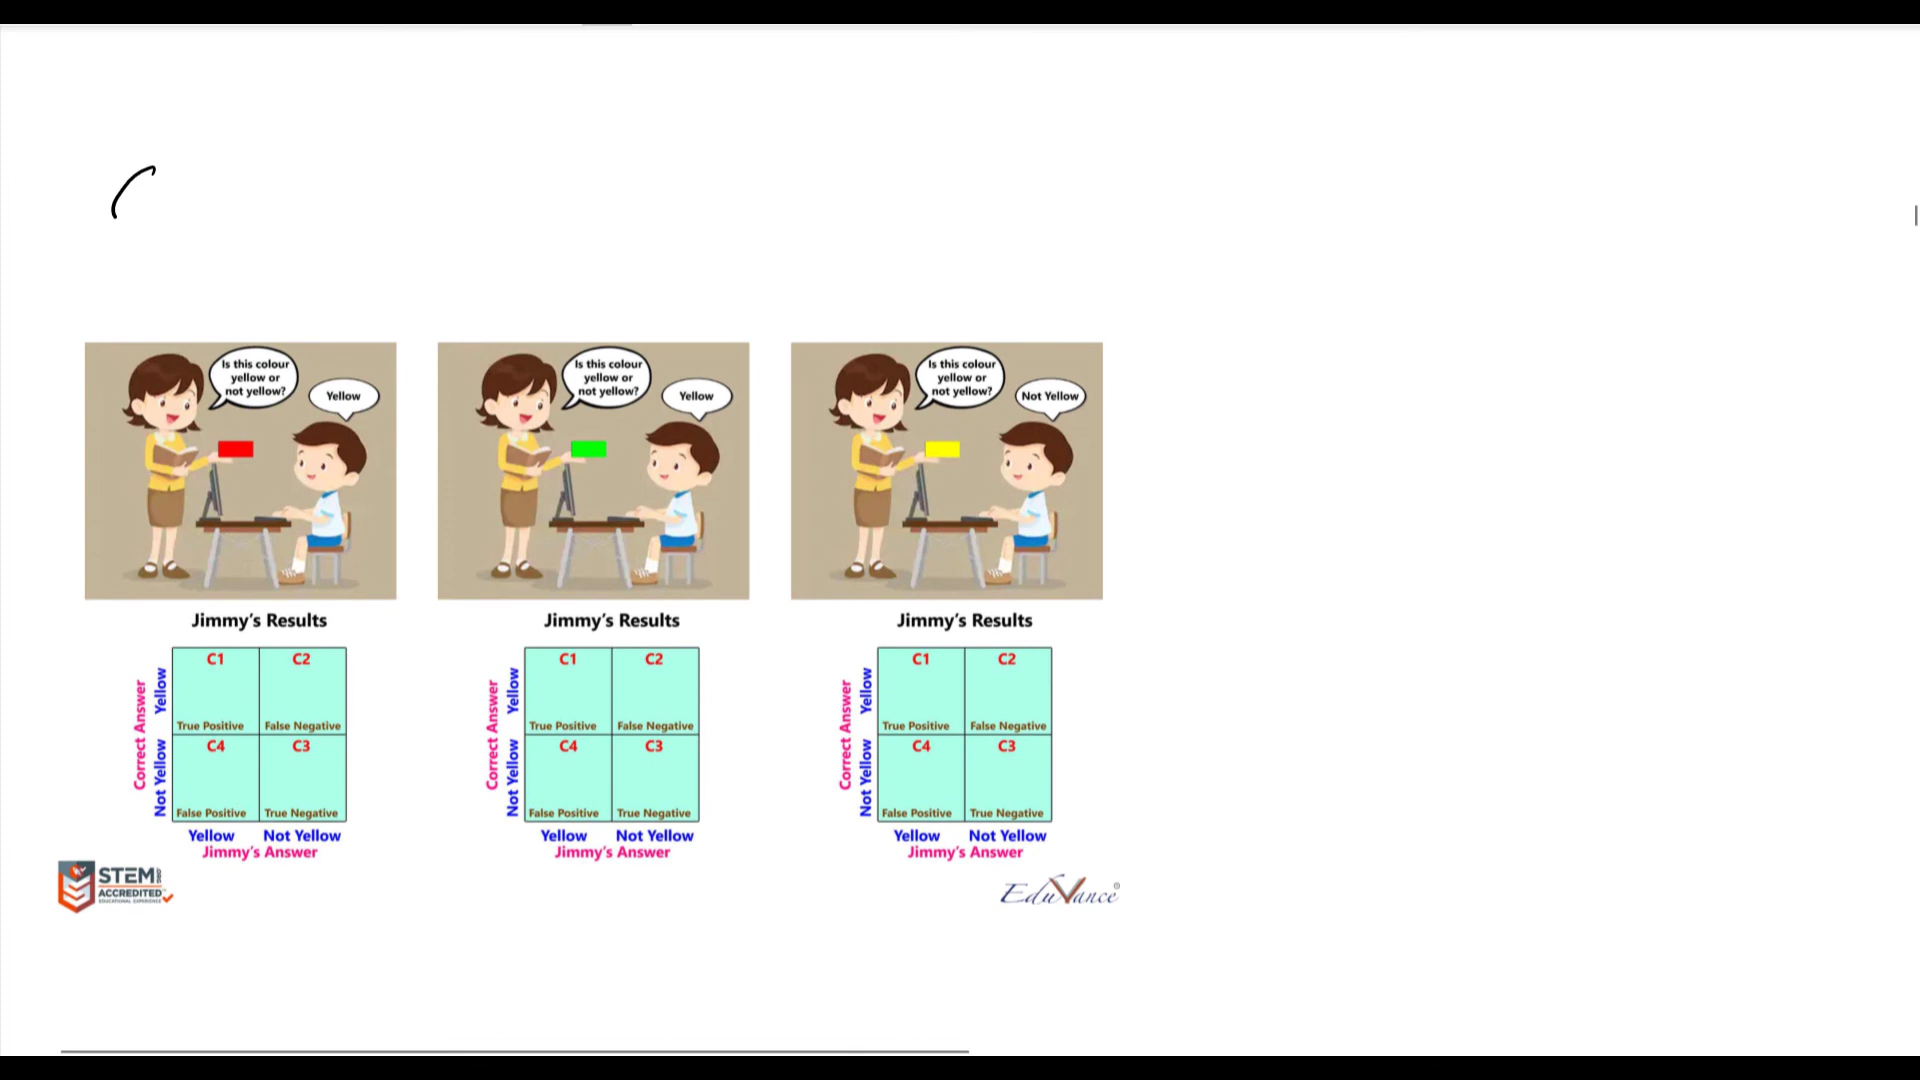 Is this colour
yellow or
not yellow?
Yellow
Is this colour
yellow or
not yellow?
Yellow
Is this colour
yellow or
not yellow?
Not Yellow
Jimmy's Results
Correct Answer
Yellow
Not Yellow
C1
True Positive
C2
False Negative
C4
False Positive
C3
True Negative
Yellow Not Yellow
Jimmy's Answer
Jimmy's Results
Correct Answer
Yellow
Not Yellow
C1
True Positive
C2
False Negative
C4
False Positive
C3
True Negative
Yellow Not Yellow
Jimmy's Answer
Jimmy's Results
Correct Answer
Yellow
Not Yellow
C1
True Positive
C2
False Negative
C4
False Positive
C3
True Negative
Yellow Not Yellow
Jimmy's Answer
STEM
ACCREDITED
EDUCATIONAL EXPERIENCE
EduVance